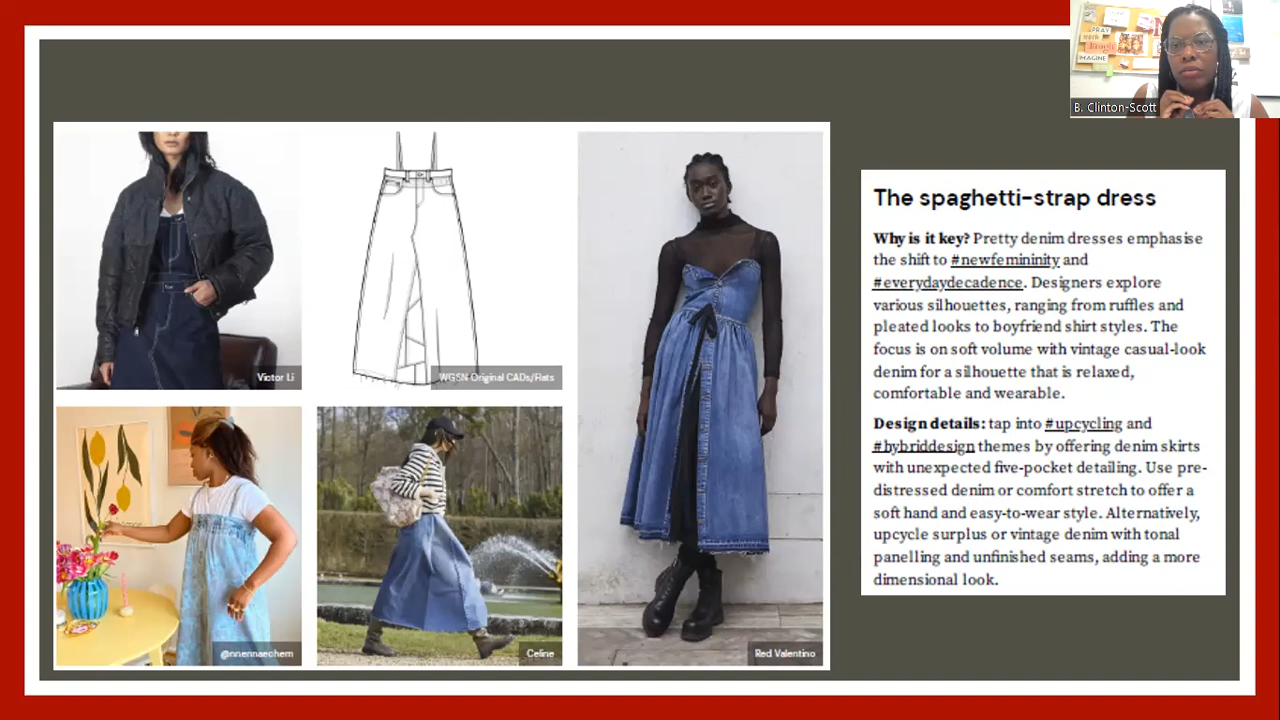 PRAY
IMAGINE
B. Clinton-Scott
Victor Li
WGSN Original CADs/Flats
@nnennaechem
Celine
Red Valentino
The spaghetti-strap dress
Why is it key? Pretty denim dresses emphasise
the shift to #newfemininity and
#everydaydecadence. Designers explore
various silhouettes, ranging from ruffles and
pleated looks to boyfriend shirt styles. The
focus is on soft volume with vintage casual-look
denim for a silhouette that is relaxed,
comfortable and wearable.
Design details: tap into #upcycling and
#hybriddesign themes by offering denim skirts
with unexpected five-pocket detailing. Use pre-
distressed denim or comfort stretch to offer a
soft hand and easy-to-wear style. Alternatively,
upcycle surplus or vintage denim with tonal
panelling and unfinished seams, adding a more
dimensional look.